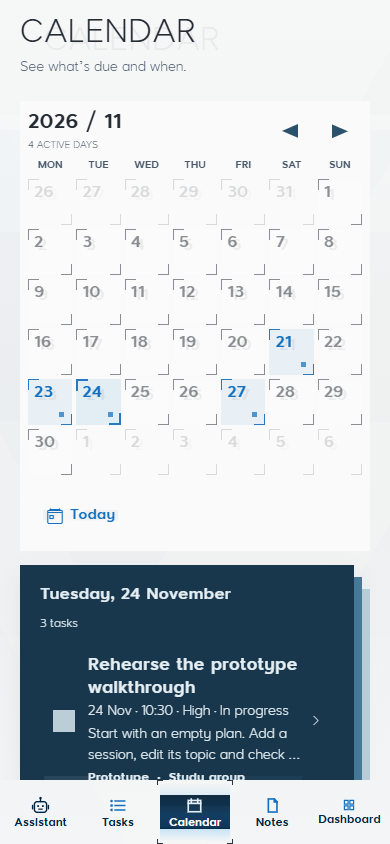 CALENDAR
See what's due and when.
2026 / 11
4 ACTIVE DAYS
MON TUE WED THU FRI SAT SUN
26 27 28 29 30 31 1
2 3 4 5 6 7 8
9 10 11 12 13 14 15
16 17 18 19 20 21 22
23 24 25 26 27 28 29
30 1 2 3 4 5 6
Today
Tuesday, 24 November
3 tasks
Rehearse the prototype
walkthrough
24 Nov · 10:30 · High · In progress
Start with an empty plan. Add a
session, edit its topic and check ...
Prototype · Study group
Assistant Tasks Calendar Notes Dashboard